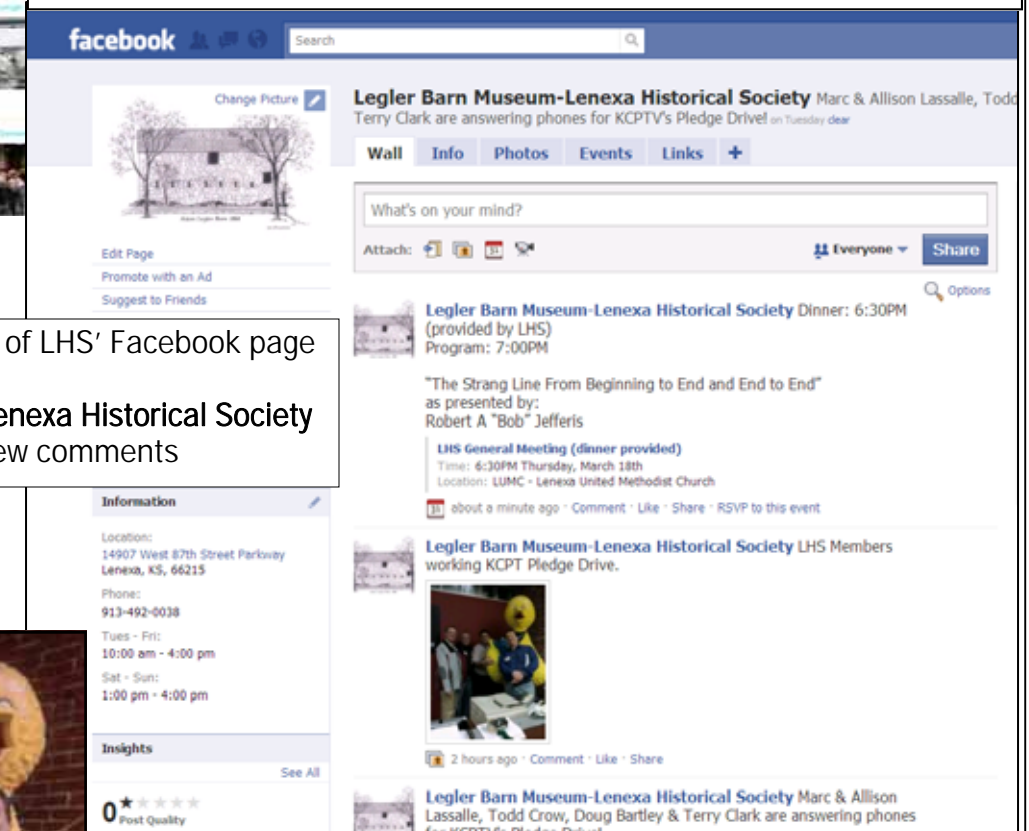 facebook
Search
Change Picture
Legler Barn Museum-Lenexa Historical Society Marc & Allison Lassalle, Todd
Terry Clark are answering phones for KCPTV's Pledge Drive! on Tuesday clear
Wall Info Photos Events Links +
What's on your mind?
Attach: 31 Everyone Share
Options
Edit Page
Promote with an Ad
Suggest to Friends
of LHS' Facebook page
enexa Historical Society
ew comments
Legler Barn Museum-Lenexa Historical Society Dinner: 6:30PM
(provided by LHS)
Program: 7:00PM
"The Strang Line From Beginning to End and End to End"
as presented by:
Robert A "Bob" Jefferis
LHS General Meeting (dinner provided)
Time: 6:30PM Thursday, March 18th
Location: LUMC - Lenexa United Methodist Church
31 about a minute ago · Comment · Like · Share · RSVP to this event
Information
Location:
14907 West 87th Street Parkway
Lenexa, KS, 66215
Phone:
913-492-0038
Tues - Fri:
10:00 am - 4:00 pm
Sat - Sun:
1:00 pm - 4:00 pm
Insights
See All
0
Post Quality
Legler Barn Museum-Lenexa Historical Society LHS Members
working KCPT Pledge Drive.
2 hours ago · Comment · Like · Share
Legler Barn Museum-Lenexa Historical Society Marc & Allison
Lassalle, Todd Crow, Doug Bartley & Terry Clark are answering phones
for KCPTV's Pledge Drive!